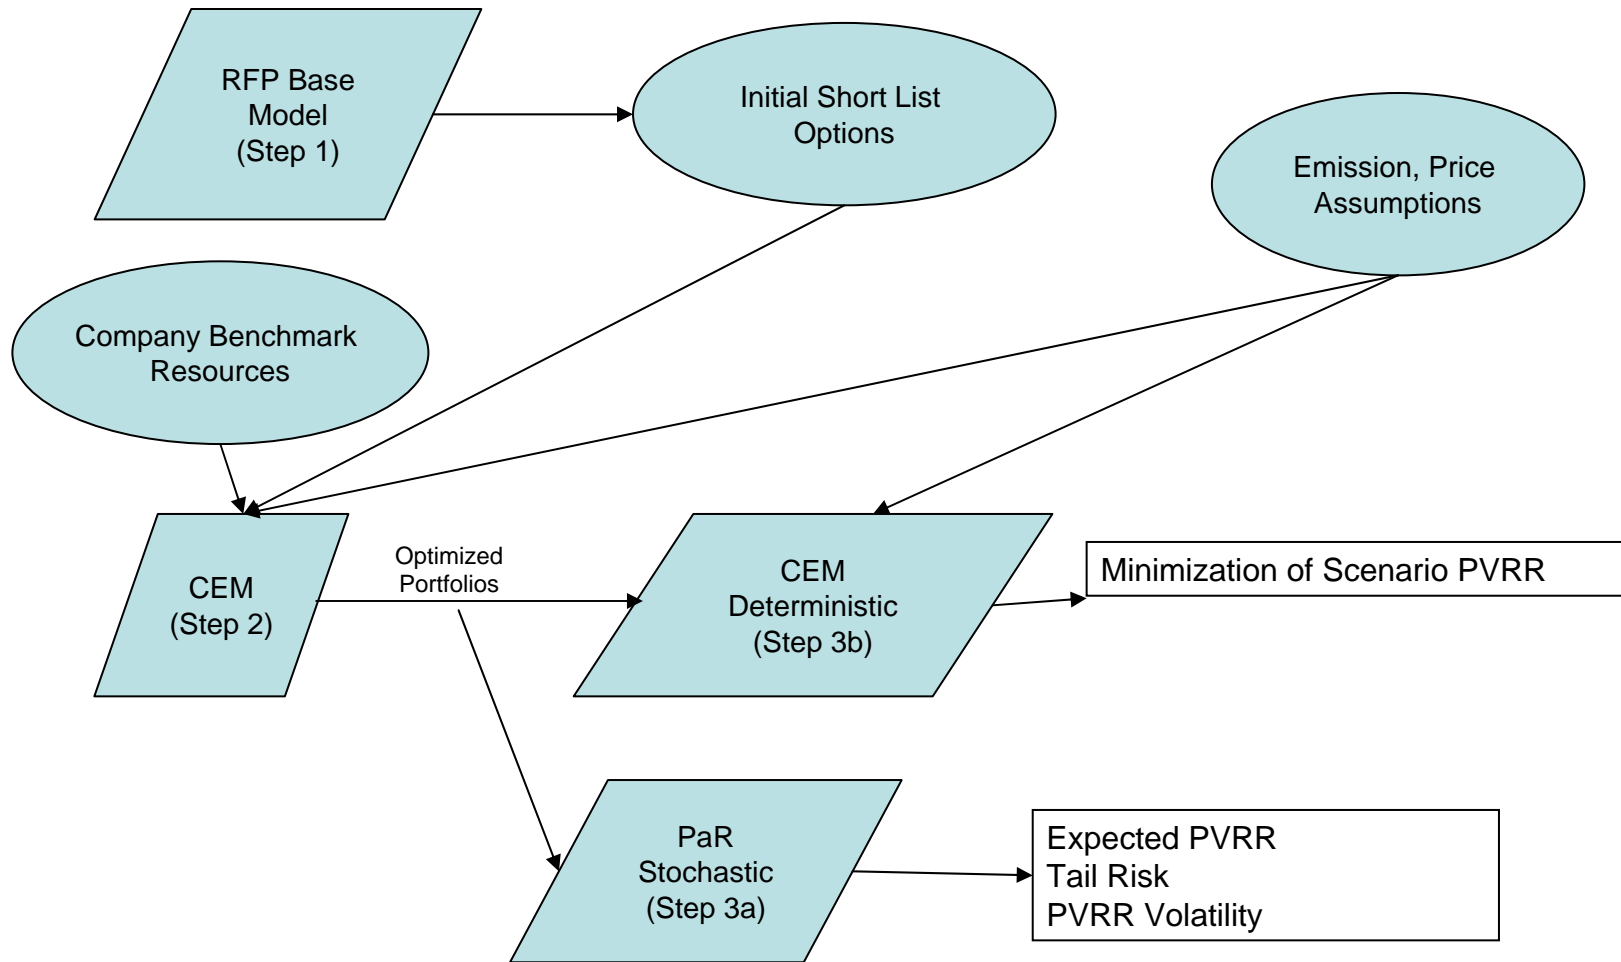 RFP Base
Model
(Step 1)
Initial Short List
Options
Emission, Price
Assumptions
Company Benchmark
Resources
CEM
(Step 2)
Optimized
Portfolios
CEM
Deterministic
(Step 3b)
Minimization of Scenario PVRR
PaR
Stochastic
(Step 3a)
Expected PVRR
Tail Risk
PVRR Volatility